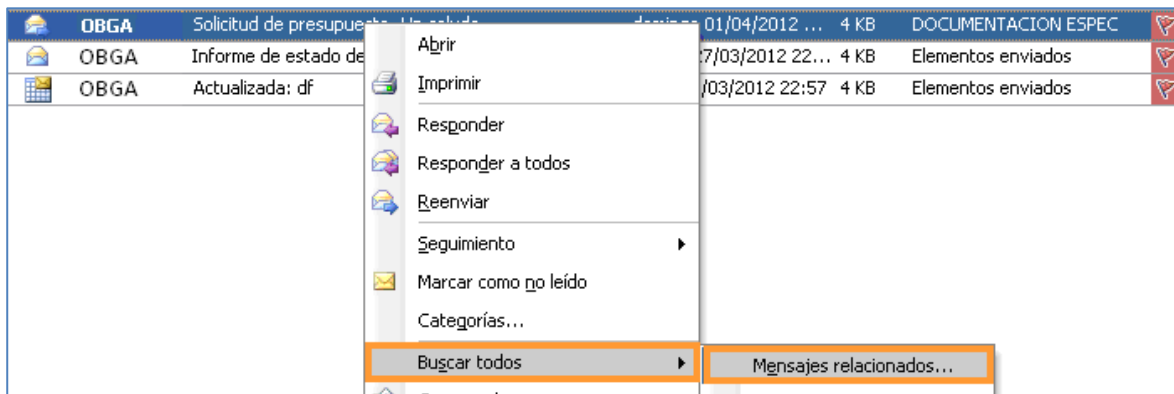 OBGA Solicitud de presupuesto. Un saludo domingo 01/04/2012 ... 4 KB DOCUMENTACION ESPEC
OBGA Informe de estado de 27/03/2012 22... 4 KB Elementos enviados
OBGA Actualizada: df /03/2012 22:57 4 KB Elementos enviados
Abrir
Imprimir
Responder
Responder a todos
Reenviar
Seguimiento
Marcar como no leído
Categorías...
Buscar todos
Mensajes relacionados...